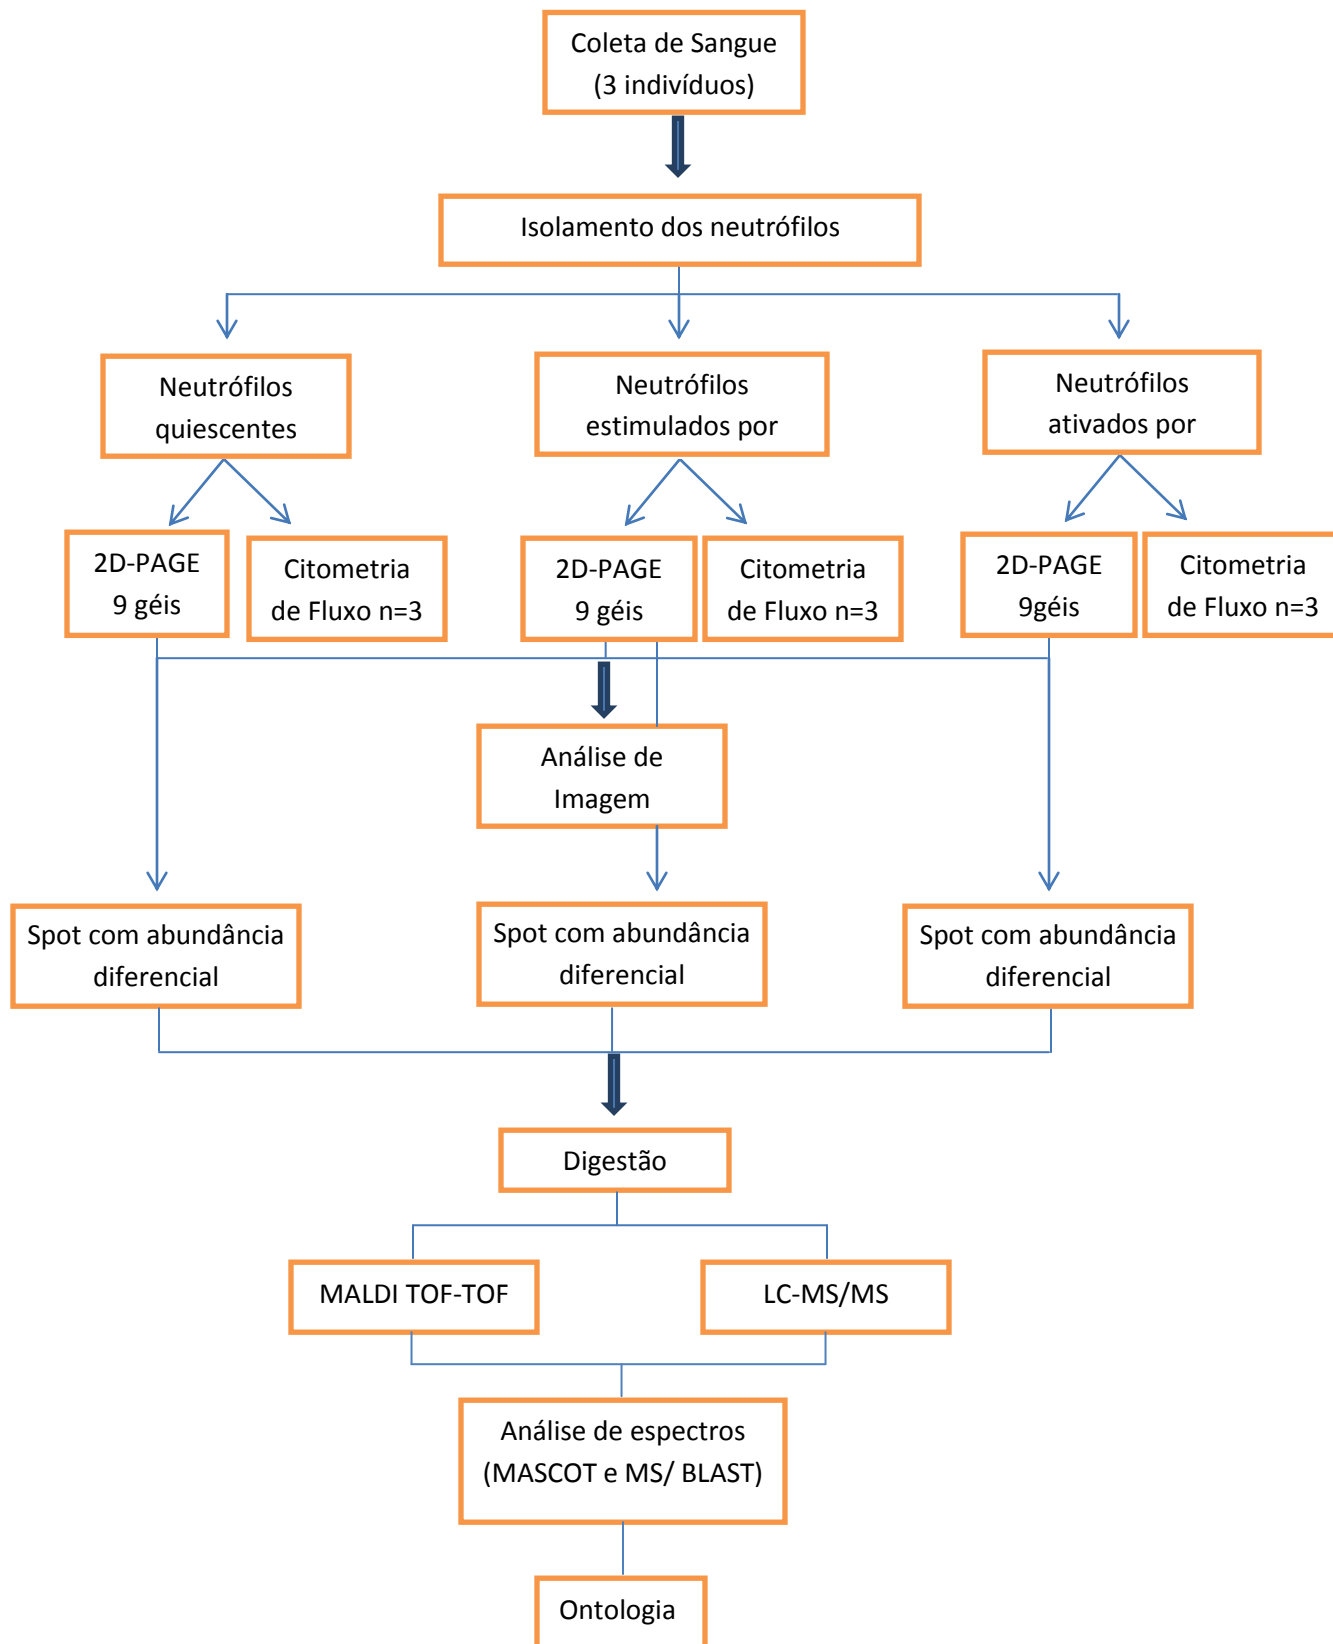 Coleta de Sangue
(3 indivíduos)
Isolamento dos neutrófilos
Neutrófilos
quiescentes
Neutrófilos
estimulados por
Neutrófilos
ativados por
2D-PAGE
9 géis
Citometria
de Fluxo n=3
2D-PAGE
9 géis
Citometria
de Fluxo n=3
2D-PAGE
9géis
Citometria
de Fluxo n=3
Análise de
Imagem
Spot com abundância
diferencial
Spot com abundância
diferencial
Spot com abundância
diferencial
Digestão
MALDI TOF-TOF
LC-MS/MS
Análise de espectros
(MASCOT e MS/ BLAST)
Ontologia